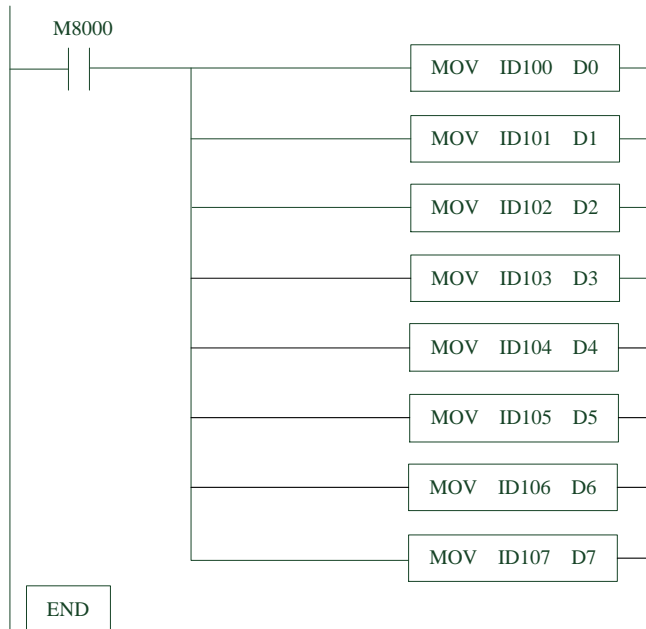 M8000
MOV ID100 D0
MOV ID101 D1
MOV ID102 D2
MOV ID103 D3
MOV ID104 D4
MOV ID105 D5
MOV ID106 D6
MOV ID107 D7
END